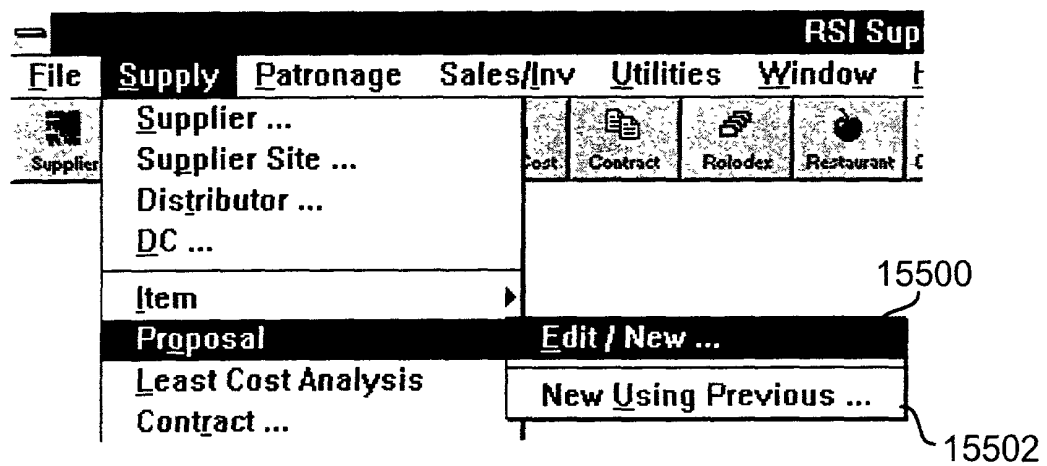 RSI Sup
File Supply Patronage Sales/Inv Utilities Window H
Supplier Cost Contract Rolodex Restaurant
Supplier ...
Supplier Site ...
Distributor ...
DC ...
Item
Proposal
Least Cost Analysis
Contract ...
15500
Edit / New ...
New Using Previous ...
15502